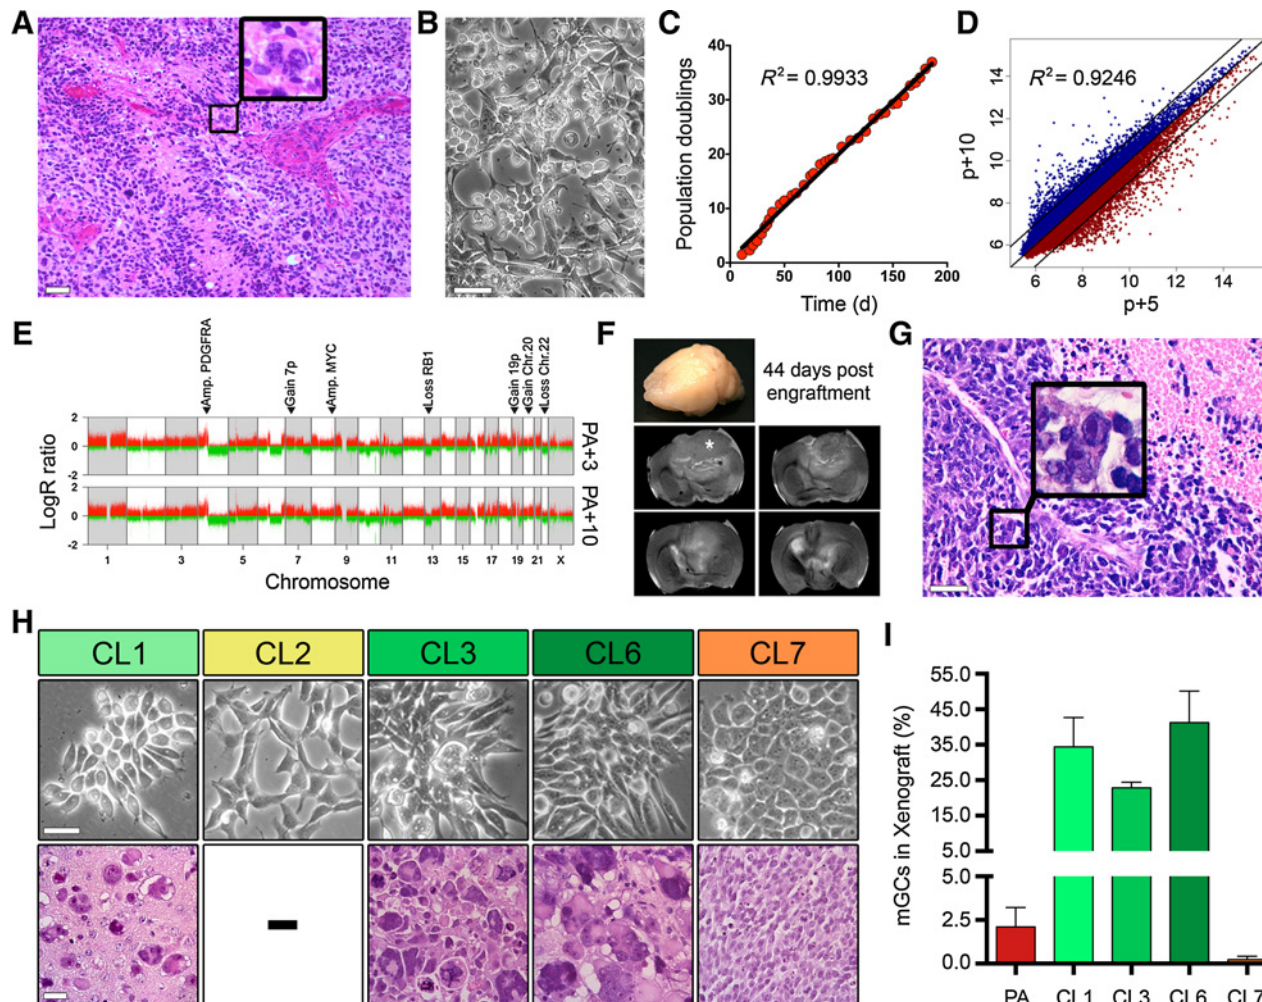 A
B
C
40
30
20
10
0
R² = 0.9933
Population doublings
0 50 100 150 200
Time (d)
D
14
12
10
8
6
R² = 0.9246
p+10
6 8 10 12 14
p+5
E
Amp. PDGFRA
Gain 7p
Amp. MYC
Loss RB1
Gain 19p
Gain Chr.20
Loss Chr.22
2
0
-2
PA+3
2
0
-2
PA+10
LogR ratio
1 3 5 7 9 11 13 15 17 19 21 X
Chromosome
F
44 days post
engraftment
*
G
H
CL1 CL2 CL3 CL6 CL7
I
55.0
45.0
35.0
25.0
15.0
5.0
5.0
2.5
0.0
mGCs in Xenograft (%)
PA CL1 CL3 CL6 CL7